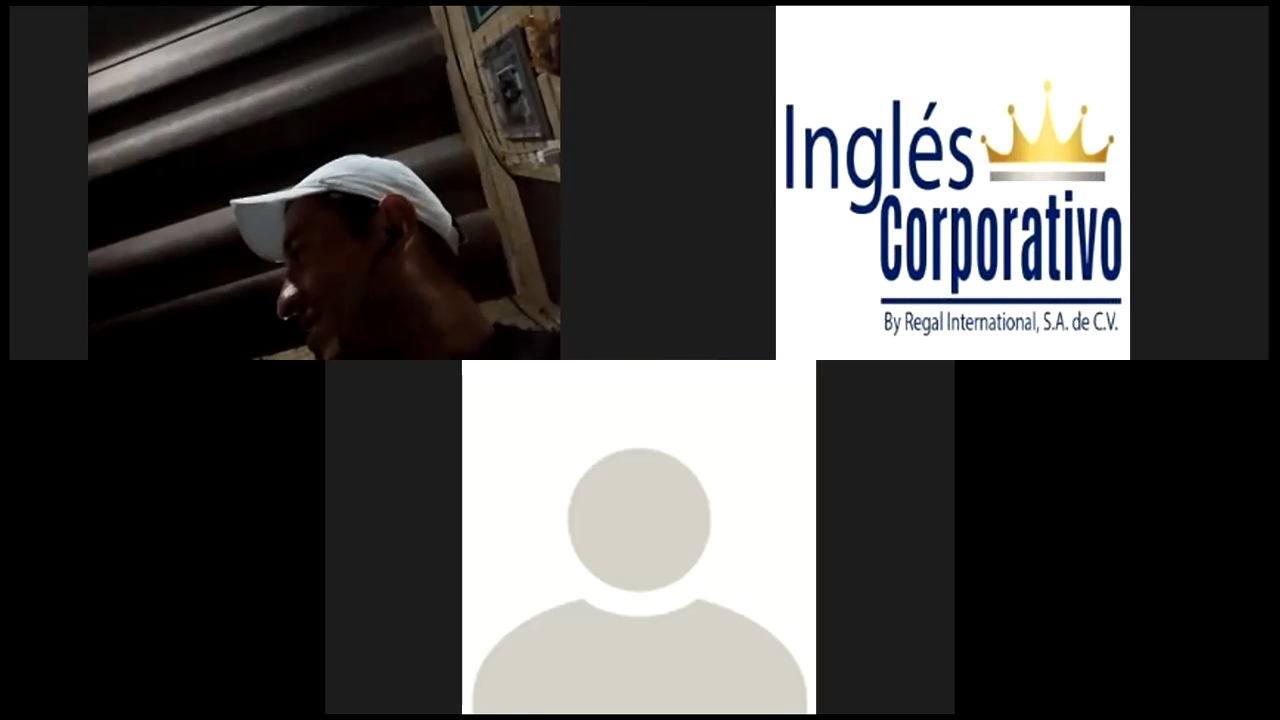 Inglés
Corporativo
By Regal International, S.A. de C.V.